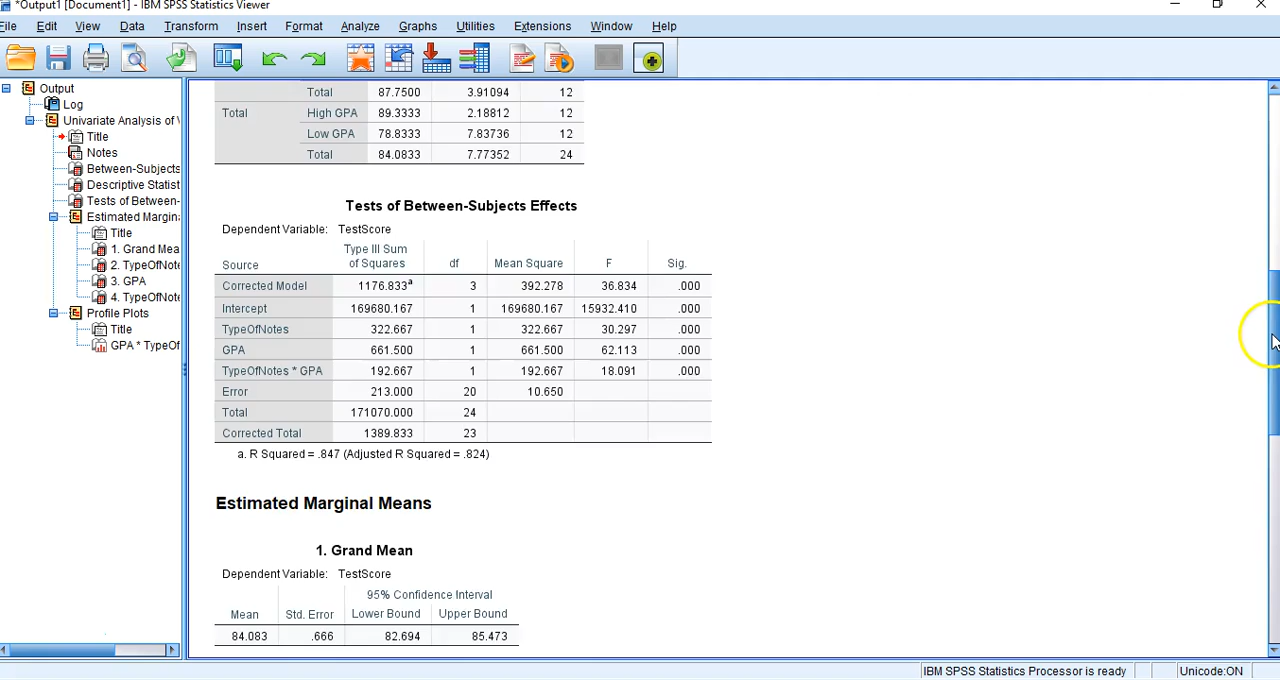 *Output1 [Document1] - IBM SPSS Statistics Viewer
File Edit View Data Transform Insert Format Analyze Graphs Utilities Extensions Window Help
Output
Log
Univariate Analysis of V
Title
Notes
Between-Subjects
Descriptive Statist
Tests of Between-
Estimated Margina
Title
1. Grand Mea
2. TypeOfNote
3. GPA
4. TypeOfNote
Profile Plots
Title
GPA * TypeOf
Total 87.7500 3.91094 12
Total High GPA 89.3333 2.18812 12
Low GPA 78.8333 7.83736 12
Total 84.0833 7.77352 24
Tests of Between-Subjects Effects
Dependent Variable: TestScore
Type III Sum
Source of Squares df Mean Square F Sig.
Corrected Model 1176.833a 3 392.278 36.834 .000
Intercept 169680.167 1 169680.167 15932.410 .000
TypeOfNotes 322.667 1 322.667 30.297 .000
GPA 661.500 1 661.500 62.113 .000
TypeOfNotes * GPA 192.667 1 192.667 18.091 .000
Error 213.000 20 10.650
Total 171070.000 24
Corrected Total 1389.833 23
a. R Squared = .847 (Adjusted R Squared = .824)
Estimated Marginal Means
1. Grand Mean
Dependent Variable: TestScore
95% Confidence Interval
Mean Std. Error Lower Bound Upper Bound
84.083 .666 82.694 85.473
IBM SPSS Statistics Processor is ready Unicode:ON